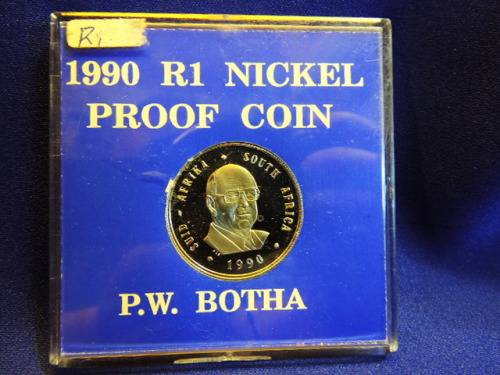 R1
1990 R1 NICKEL
PROOF COIN
SUID-AFRIKA • SOUTH AFRICA
• 1990 •
P.W. BOTHA